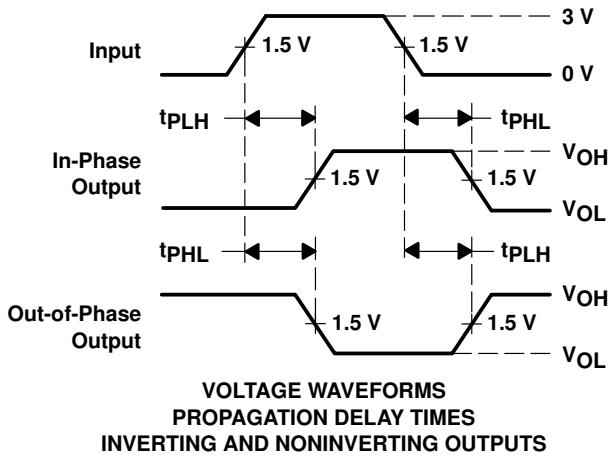 3 V
Input
1.5 V
1.5 V
0 V
tPLH
tPHL
In-Phase
Output
VOH
1.5 V
1.5 V
VOL
tPHL
tPLH
Out-of-Phase
Output
VOH
1.5 V
1.5 V
VOL
VOLTAGE WAVEFORMS
PROPAGATION DELAY TIMES
INVERTING AND NONINVERTING OUTPUTS